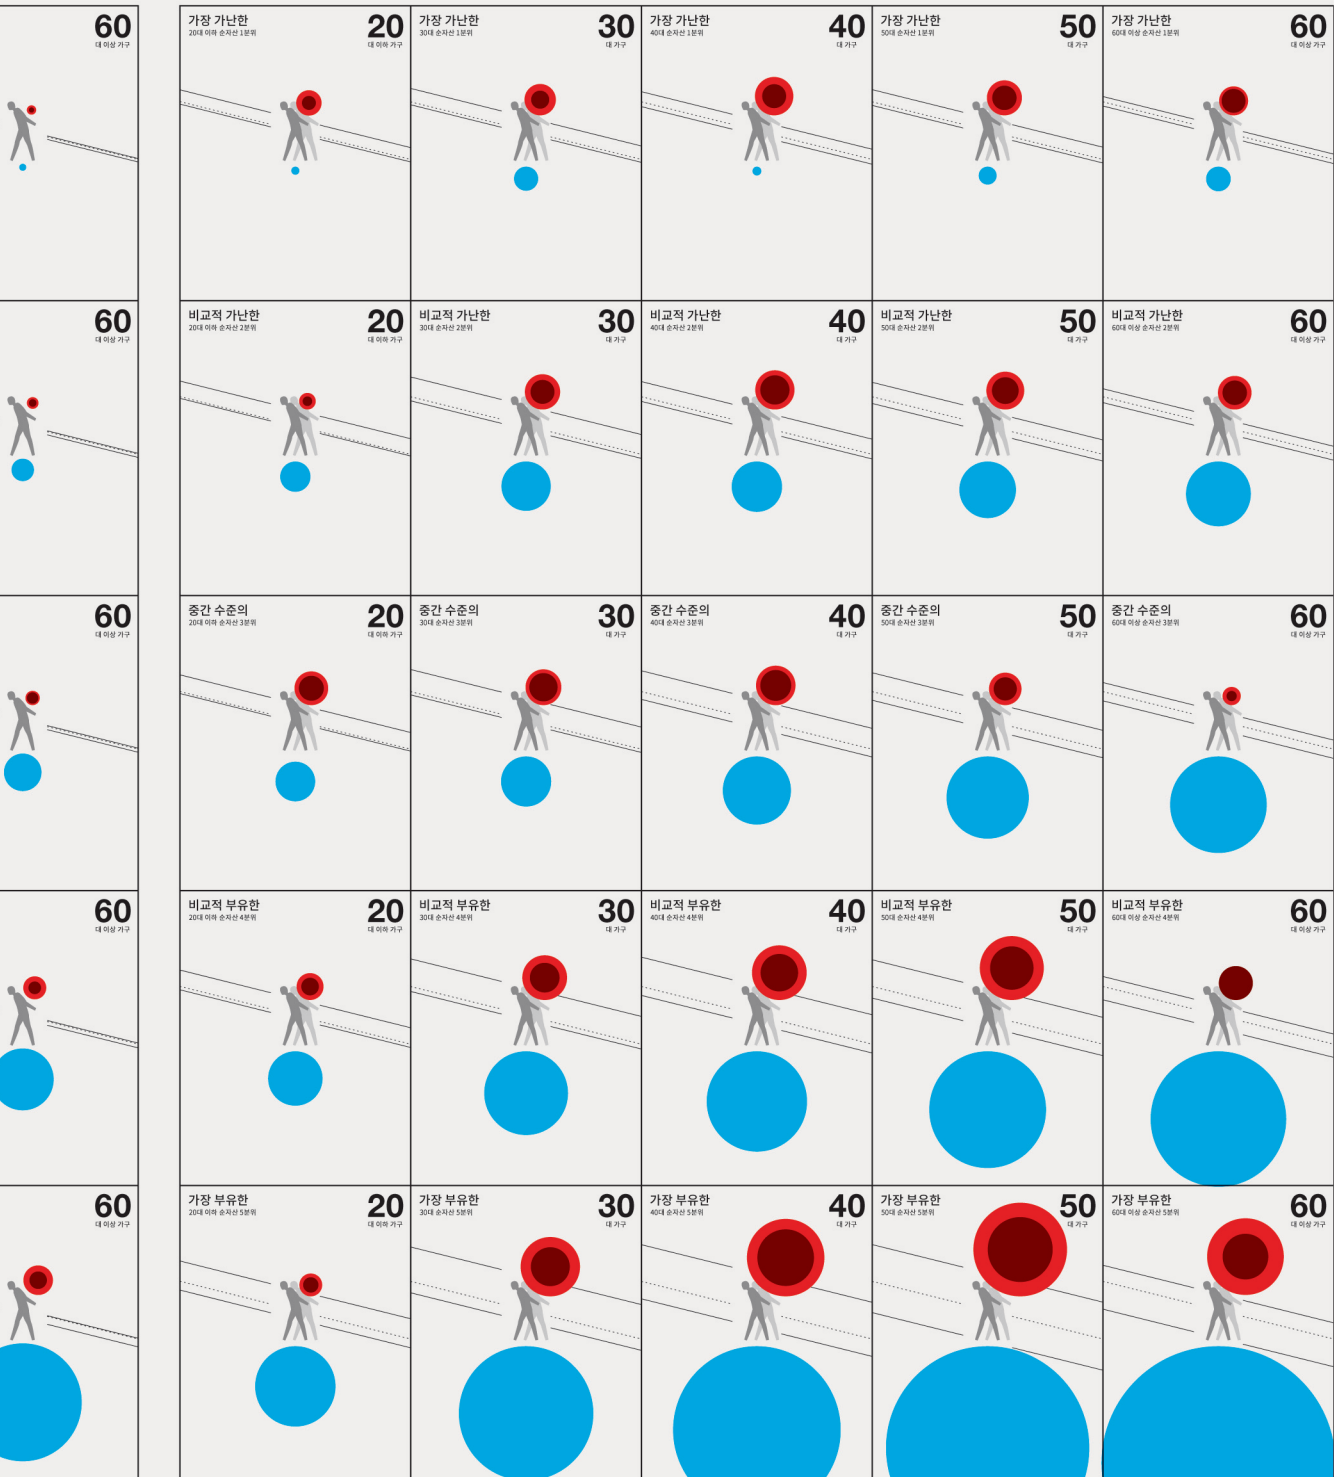 60
대 이상 가구
가장 가난한
20대 이하 순자산 1분위
20
대 이하 가구
가장 가난한
30대 순자산 1분위
30
대 가구
가장 가난한
40대 순자산 1분위
40
대 가구
가장 가난한
50대 순자산 1분위
50
대 가구
가장 가난한
60대 이상 순자산 1분위
60
대 이상 가구
60
대 이상 가구
비교적 가난한
20대 이하 순자산 2분위
20
대 이하 가구
비교적 가난한
30대 순자산 2분위
30
대 가구
비교적 가난한
40대 순자산 2분위
40
대 가구
비교적 가난한
50대 순자산 2분위
50
대 가구
비교적 가난한
60대 이상 순자산 2분위
60
대 이상 가구
60
대 이상 가구
중간 수준의
20대 이하 순자산 3분위
20
대 이하 가구
중간 수준의
30대 순자산 3분위
30
대 가구
중간 수준의
40대 순자산 3분위
40
대 가구
중간 수준의
50대 순자산 3분위
50
대 가구
중간 수준의
60대 이상 순자산 3분위
60
대 이상 가구
60
대 이상 가구
비교적 부유한
20대 이하 순자산 4분위
20
대 이하 가구
비교적 부유한
30대 순자산 4분위
30
대 가구
비교적 부유한
40대 순자산 4분위
40
대 가구
비교적 부유한
50대 순자산 4분위
50
대 가구
비교적 부유한
60대 이상 순자산 4분위
60
대 이상 가구
60
대 이상 가구
가장 부유한
20대 이하 순자산 5분위
20
대 이하 가구
가장 부유한
30대 순자산 5분위
30
대 가구
가장 부유한
40대 순자산 5분위
40
대 가구
가장 부유한
50대 순자산 5분위
50
대 가구
가장 부유한
60대 이상 순자산 5분위
60
대 이상 가구